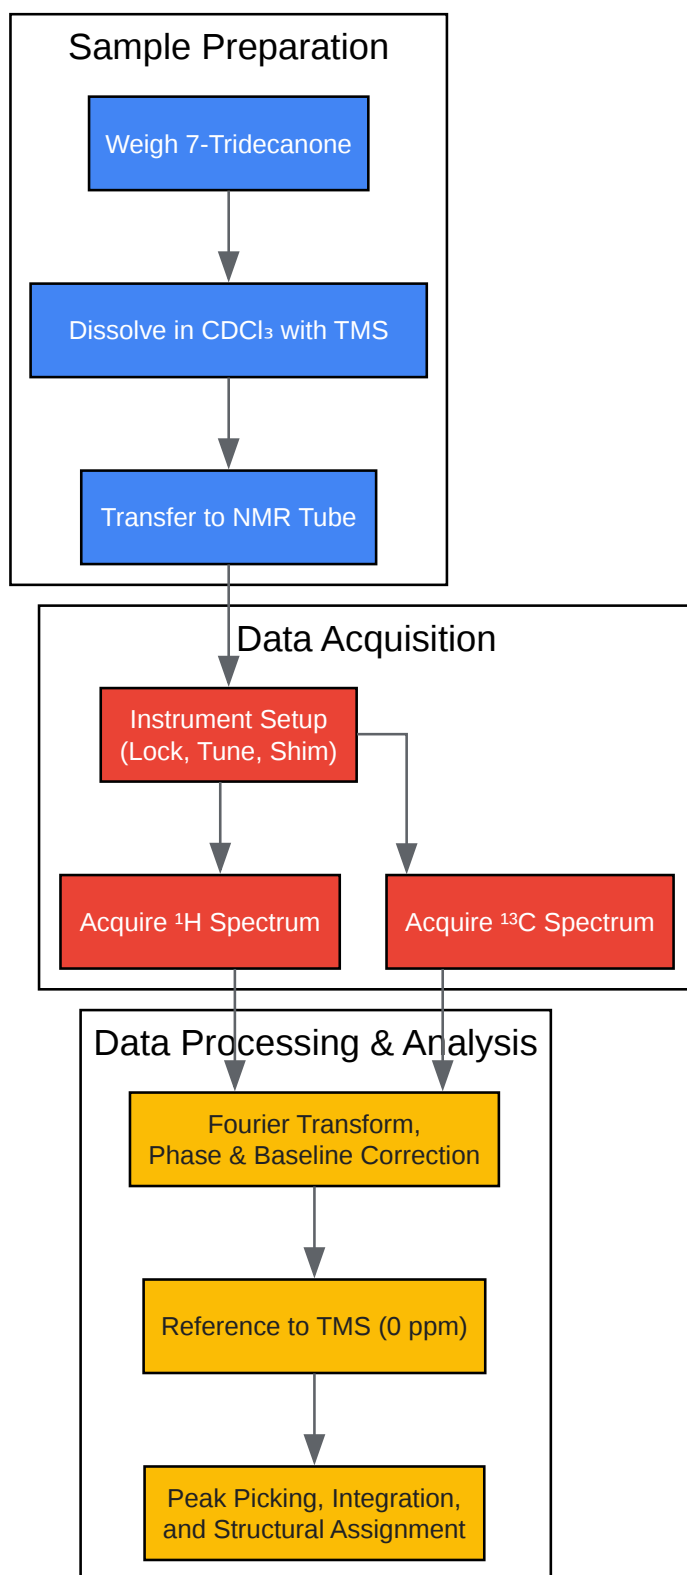 Sample Preparation
Weigh 7-Tridecanone
Dissolve in CDCl₃ with TMS
Transfer to NMR Tube
Data Acquisition
Instrument Setup
(Lock, Tune, Shim)
Acquire ¹H Spectrum
Acquire ¹³C Spectrum
Data Processing & Analysis
Fourier Transform,
Phase & Baseline Correction
Reference to TMS (0 ppm)
Peak Picking, Integration,
and Structural Assignment